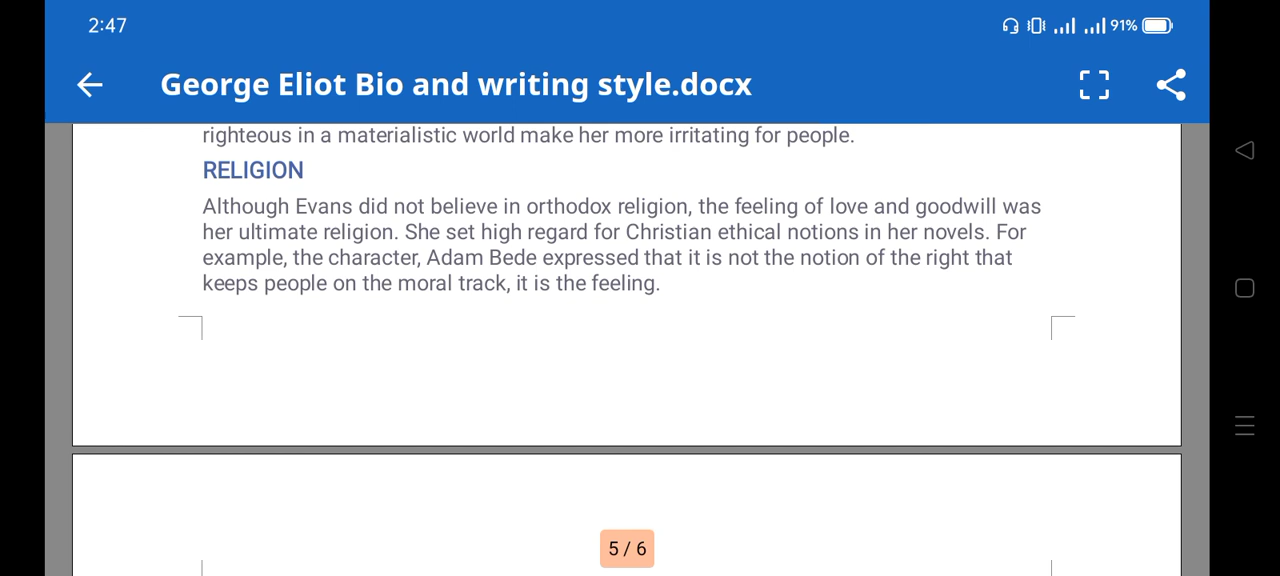 2:47
91%
George Eliot Bio and writing style.docx
righteous in a materialistic world make her more irritating for people.
RELIGION
Although Evans did not believe in orthodox religion, the feeling of love and goodwill was
her ultimate religion. She set high regard for Christian ethical notions in her novels. For
example, the character, Adam Bede expressed that it is not the notion of the right that
keeps people on the moral track, it is the feeling.
5 / 6